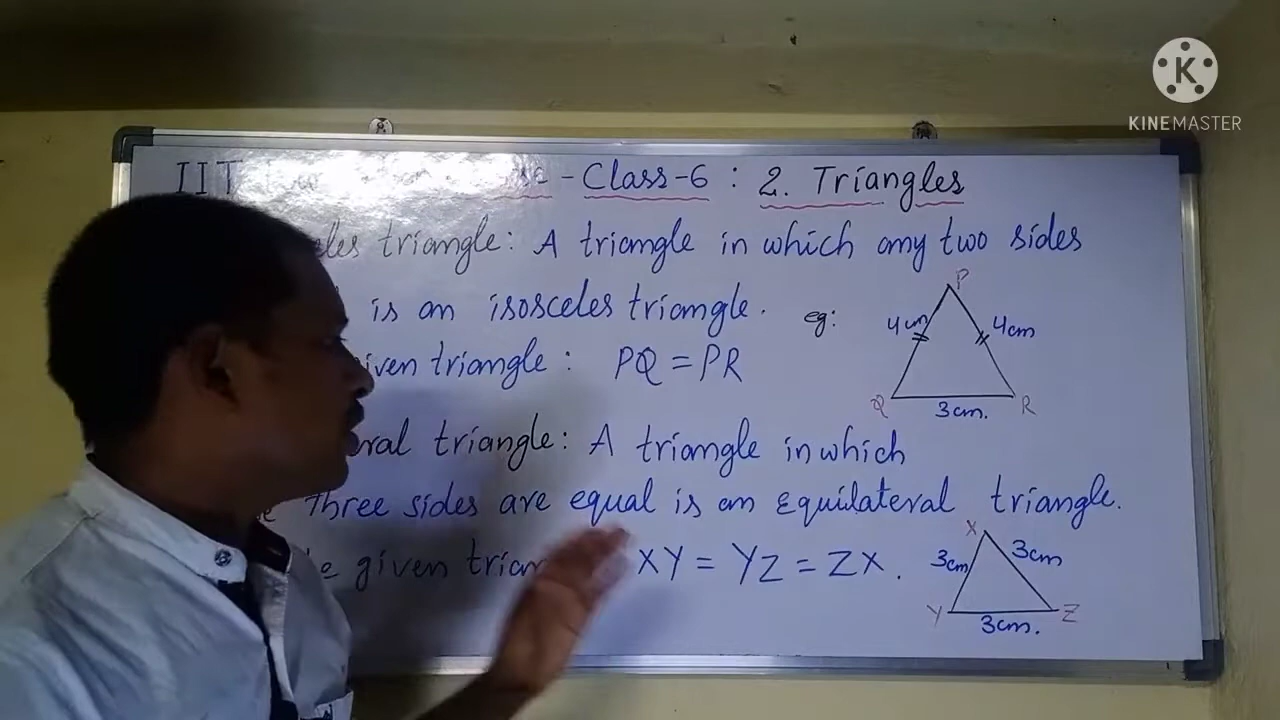 K
KINEMASTER
IIT - Class-6 : 2. Triangles
triangle: A triangle in which any two sides
is an isosceles triangle. eg:
P
4cm 4cm
given triangle : PQ = PR
Q 3cm. R
triangle: A triangle in which
three sides are equal is an Equilateral triangle.
X
3cm 3cm
given XY = YZ = ZX.
Y 3cm. Z